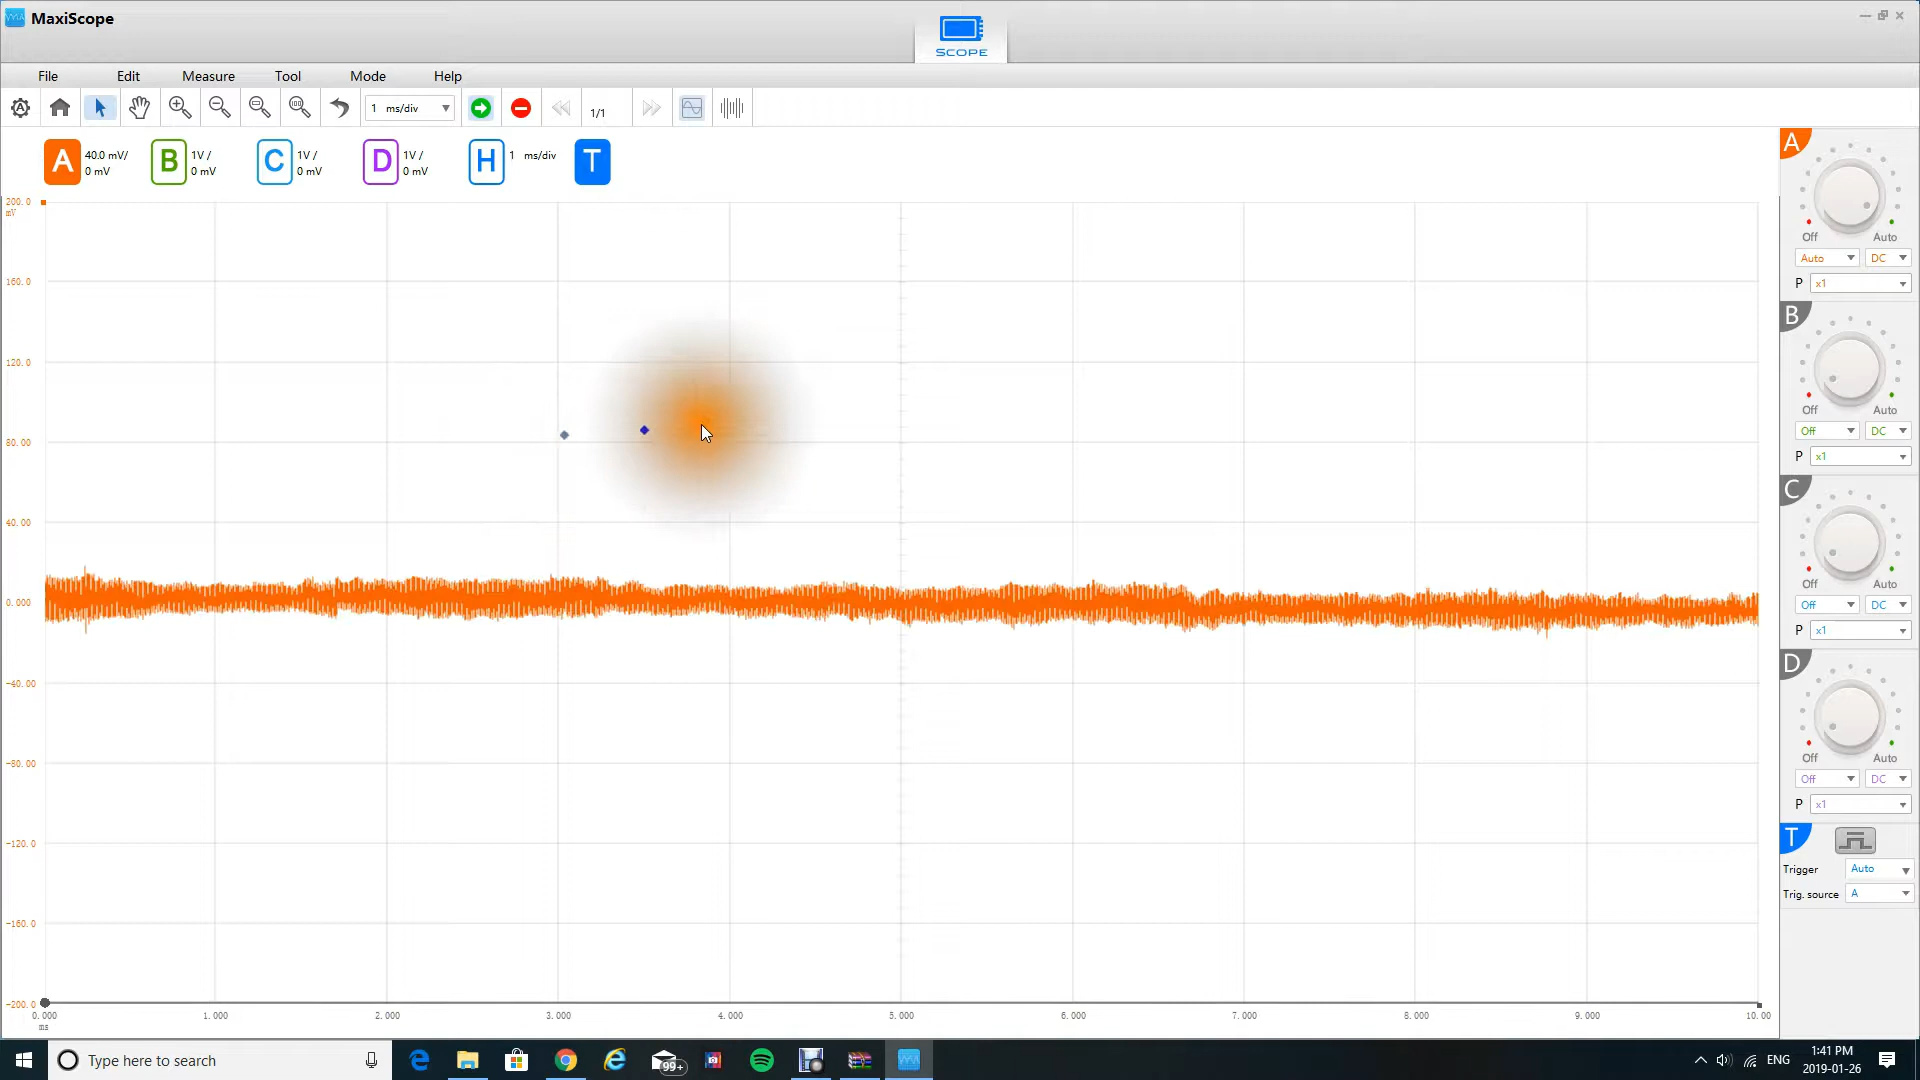 MaxiScope
SCOPE
File Edit Measure Tool Mode Help
1 ms/div 1/1
A 40.0 mV/ 0 mV
B 1V / 0 mV
C 1V / 0 mV
D 1V / 0 mV
H 1 ms/div
T
200.0
mV
160.0
120.0
80.00
40.00
0.000
-40.00
-80.00
-120.0
-160.0
-200.0
0.000 1.000 2.000 3.000 4.000 5.000 6.000 7.000 8.000 9.000 10.00
ms
A
Off Auto
Auto DC
P x1
B
Off Auto
Off DC
P x1
C
Off Auto
Off DC
P x1
D
Off Auto
Off DC
P x1
T
Trigger Auto
Trig. source A
Type here to search
99+
ENG
1:41 PM
2019-01-26